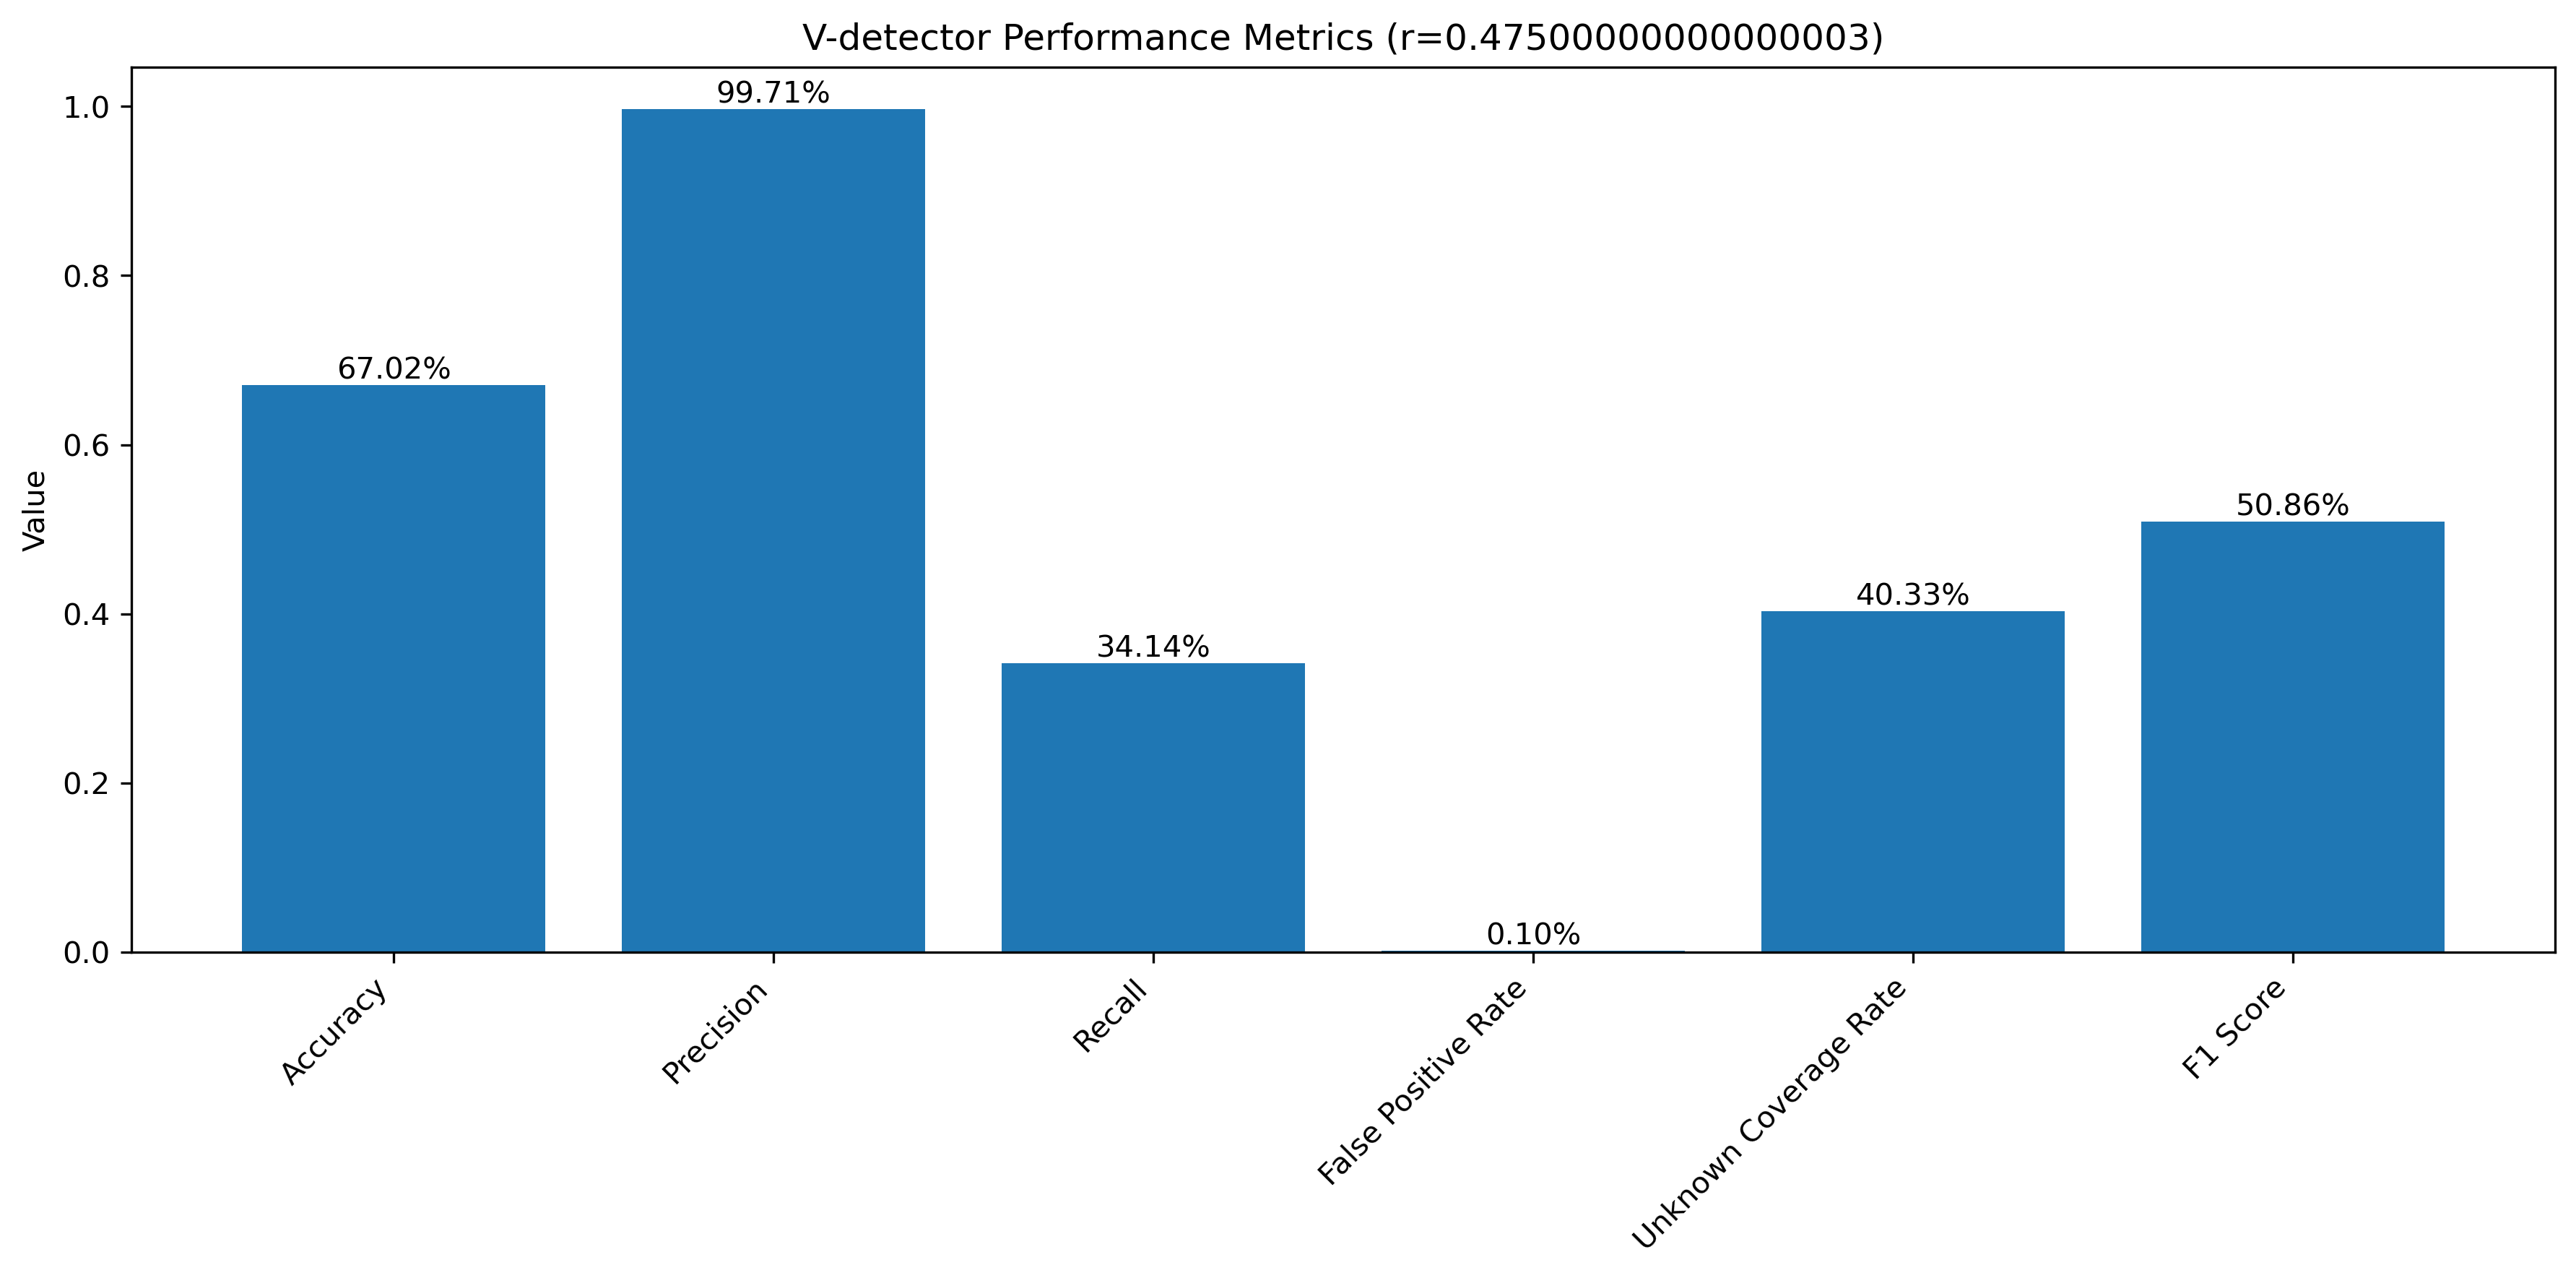 V-detector Performance Metrics (r=0.47500000000000003)
Value
1.0
0.8
0.6
0.4
0.2
0.0
67.02%
99.71%
34.14%
0.10%
40.33%
50.86%
Accuracy
Precision
Recall
False Positive Rate
Unknown Coverage Rate
F1 Score